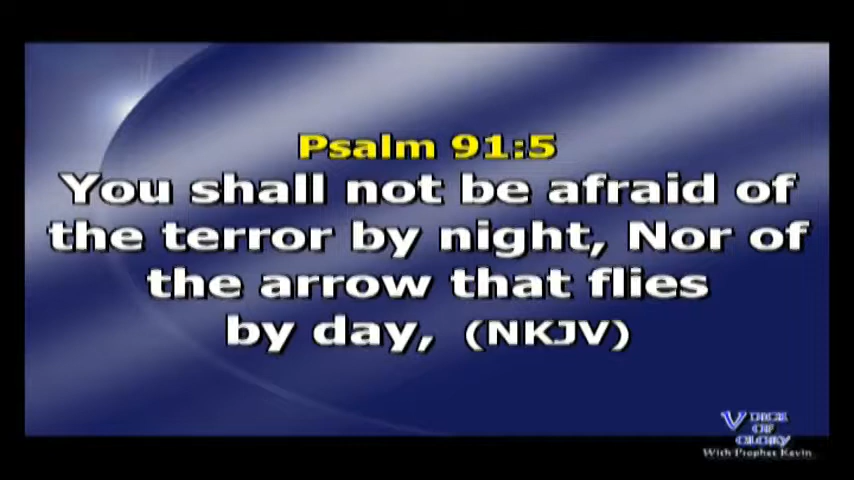 Psalm 91:5
You shall not be afraid of
the terror by night, Nor of
the arrow that flies
by day, (NKJV)
VOICE
OF
GLORY
With Prophet Kevin